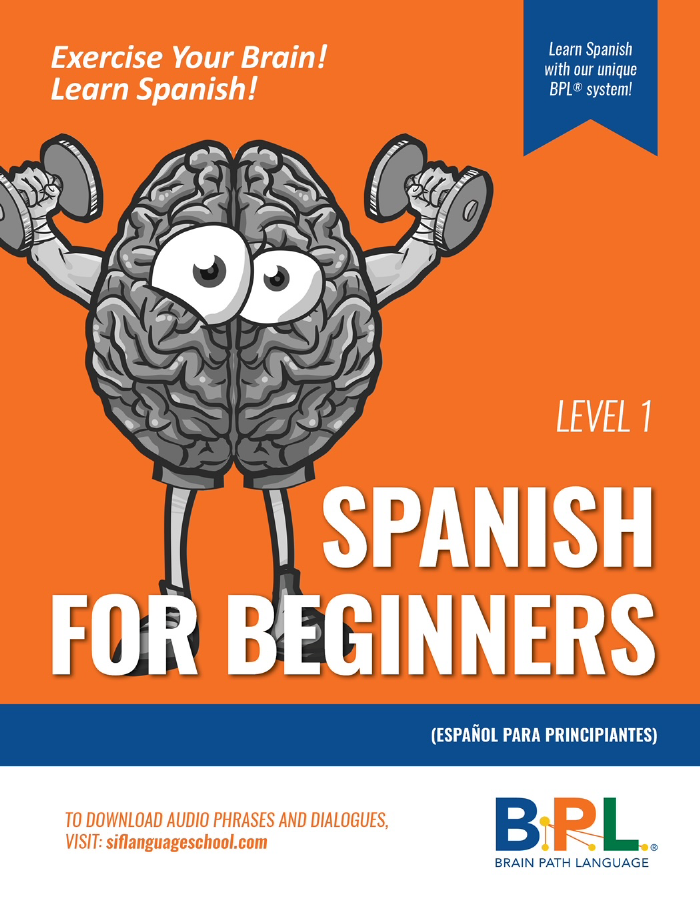 Exercise Your Brain!
Learn Spanish!
Learn Spanish
with our unique
BPL® system!
LEVEL 1
SPANISH
FOR BEGINNERS
(ESPAÑOL PARA PRINCIPIANTES)
TO DOWNLOAD AUDIO PHRASES AND DIALOGUES,
VISIT: siflanguageschool.com
B.P.L.®
BRAIN PATH LANGUAGE